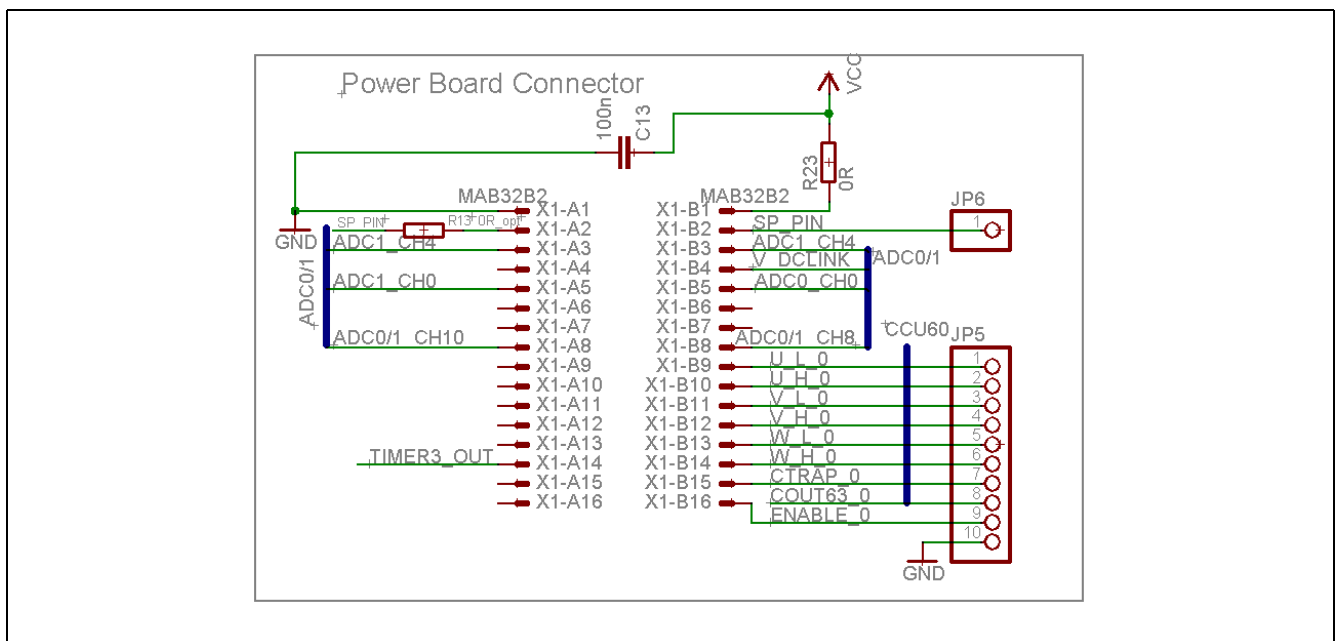 Power Board Connector
VCC
100n
C13
R23
0R
MAB32B2
MAB32B2
JP6
X1-A1
X1-B1
SP_PIN
R13
0R_opt
X1-A2
X1-B2
SP_PIN
1
GND
ADC1_CH4
X1-A3
X1-B3
ADC1_CH4
ADC0/1
ADC0/1
X1-A4
X1-B4
V_DCLINK
ADC1_CH0
X1-A5
X1-B5
ADC0_CH0
X1-A6
X1-B6
X1-A7
X1-B7
CCU60
ADC0/1_CH10
X1-A8
X1-B8
ADC0/1_CH8
JP5
X1-A9
X1-B9
U_L_0
1
X1-A10
X1-B10
U_H_0
2
X1-A11
X1-B11
V_L_0
3
X1-A12
X1-B12
V_H_0
4
X1-A13
X1-B13
W_L_0
5
TIMER3_OUT
X1-A14
X1-B14
W_H_0
6
X1-A15
X1-B15
CTRAP_0
7
X1-A16
X1-B16
COUT63_0
8
ENABLE_0
9
10
GND